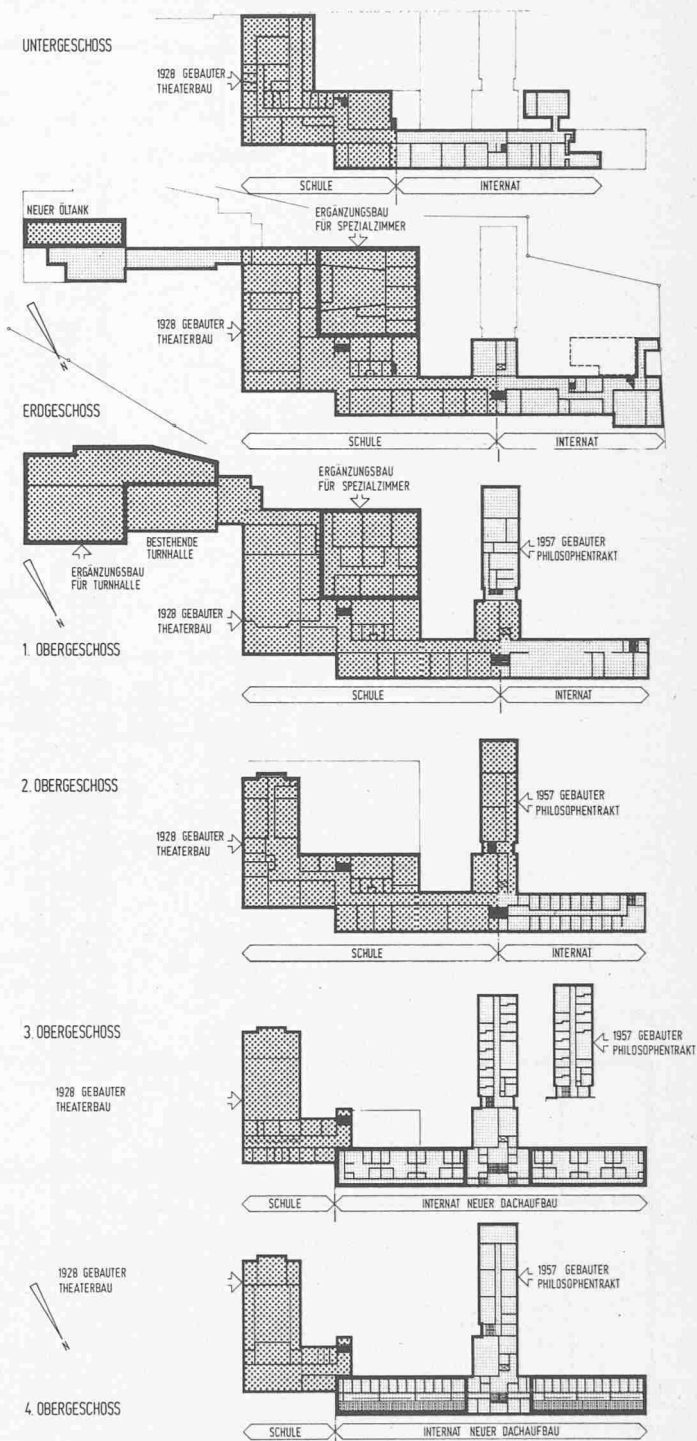 UNTERGESCHOSS
1928 GEBAUTER
THEATERBAU
SCHULE
INTERNAT
NEUER ÖLTANK
ERGÄNZUNGSBAU
FÜR SPEZIALZIMMER
1928 GEBAUTER
THEATERBAU
N
ERDGESCHOSS
SCHULE
INTERNAT
ERGÄNZUNGSBAU
FÜR SPEZIALZIMMER
BESTEHENDE
TURNHALLE
1957 GEBAUTER
PHILOSOPHENTRAKT
ERGÄNZUNGSBAU
FÜR TURNHALLE
N
1928 GEBAUTER
THEATERBAU
1. OBERGESCHOSS
SCHULE
INTERNAT
2. OBERGESCHOSS
1957 GEBAUTER
PHILOSOPHENTRAKT
1928 GEBAUTER
THEATERBAU
SCHULE
INTERNAT
3. OBERGESCHOSS
1957 GEBAUTER
PHILOSOPHENTRAKT
1928 GEBAUTER
THEATERBAU
SCHULE
INTERNAT NEUER DACHAUFBAU
1928 GEBAUTER
THEATERBAU
1957 GEBAUTER
PHILOSOPHENTRAKT
N
4. OBERGESCHOSS
SCHULE
INTERNAT NEUER DACHAUFBAU